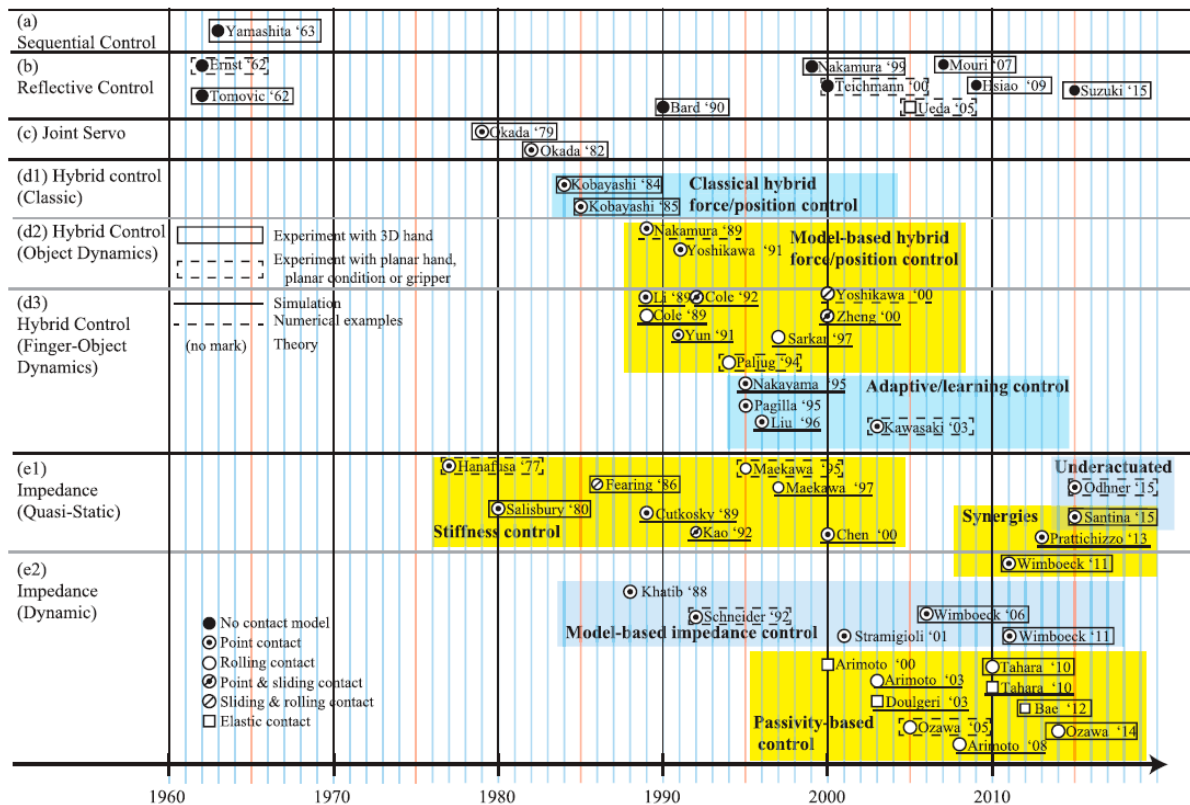 (a)
Sequential Control
Yamashita ‘63
(b)
Reflective Control
Ernst ‘62
Tomovic ‘62
Bard ‘90
Nakamura ‘99
Teichmann ‘00
Ueda ‘05
Mouri ‘07
Hsiao ‘09
Suzuki ‘15
(c) Joint Servo
Okada ‘79
Okada ‘82
(d1) Hybrid control
(Classic)
Kobayashi ‘84
Kobayashi ‘85
Classical hybrid
force/position control
(d2) Hybrid Control
(Object Dynamics)
Experiment with 3D hand
Experiment with planar hand,
planar condition or gripper
Nakamura ‘89
Yoshikawa ‘91
Model-based hybrid
force/position control
(d3)
Hybrid Control
(Finger-Object
Dynamics)
Simulation
Numerical examples
(no mark) Theory
Li ‘89
Cole ‘92
Yoshikawa ‘00
Cole ‘89
Zheng ‘00
Yun ‘91
Sarkar ‘97
Paljug ‘94
Nakayama ‘95
Adaptive/learning control
Pagilla ‘95
Liu ‘96
Kawasaki ‘03
(e1)
Impedance
(Quasi-Static)
Hanafusa ‘77
Maekawa ‘95
Fearing ‘86
Maekawa ‘97
Salisbury ‘80
Cutkosky ‘89
Stiffness control
Kao ‘92
Chen ‘00
Underactuated
Odhner ‘15
Synergies
Santina ‘15
Prattichizzo ‘13
Wimboeck ‘11
(e2)
Impedance
(Dynamic)
Khatib ‘88
Schneider ‘92
Wimboeck ‘06
Model-based impedance control
Stramigioli ‘01
Wimboeck ‘11
No contact model
Point contact
Rolling contact
Point & sliding contact
Sliding & rolling contact
Elastic contact
Arimoto ‘00
Tahara ‘10
Arimoto ‘03
Tahara ‘10
Doulgeri ‘03
Bae ‘12
Passivity-based
control
Ozawa ‘05
Ozawa ‘14
Arimoto ‘08
1960 1970 1980 1990 2000 2010